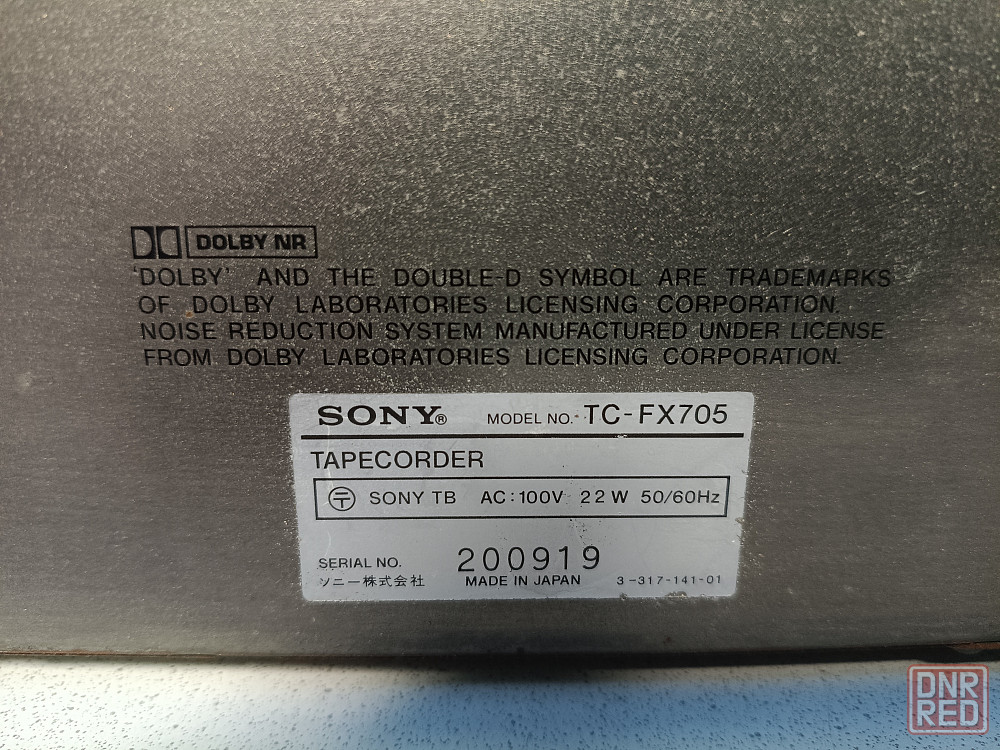 DOLBY NR
'DOLBY' AND THE DOUBLE-D SYMBOL ARE TRADEMARKS
OF DOLBY LABORATORIES LICENSING CORPORATION.
NOISE REDUCTION SYSTEM MANUFACTURED UNDER LICENSE
FROM DOLBY LABORATORIES LICENSING CORPORATION.
SONY® MODEL NO. TC-FX705
TAPECORDER
〶 SONY TB AC:100V 22W 50/60Hz
SERIAL NO. 200919
ソニー株式会社 MADE IN JAPAN 3-317-141-01
DNR
RED